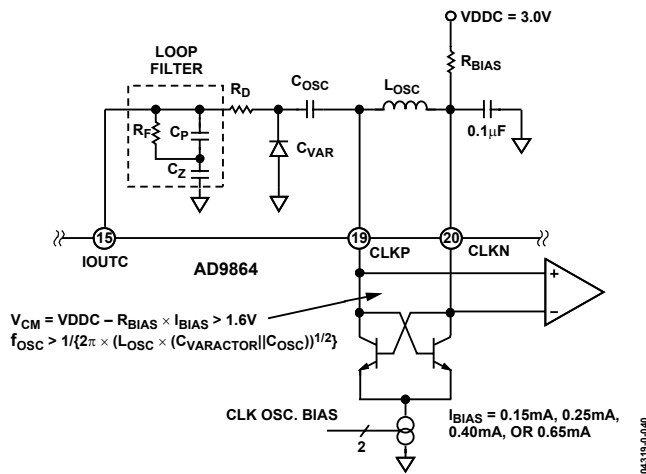 VDDC = 3.0V
LOOP
FILTER
RD
COSC
LOSC
RBIAS
RF
CP
CZ
CVAR
0.1µF
15
19
20
IOUTC
CLKP
CLKN
AD9864
VCM = VDDC – RBIAS × IBIAS > 1.6V
fOSC > 1/{2π × (LOSC × (CVARACTOR||COSC))1/2}
+
–
CLK OSC. BIAS
2
IBIAS = 0.15mA, 0.25mA,
0.40mA, OR 0.65mA
04319-0-040